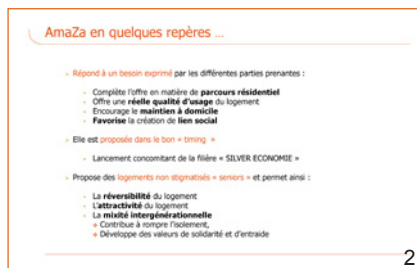 AmaZa en quelques repères ...
> Répond à un besoin exprimé par les différentes parties prenantes :
- Complète l'offre en matière de parcours résidentiel
- Offre une réelle qualité d'usage du logement
- Encourage le maintien à domicile
- Favorise la création de lien social
> Elle est proposée dans le bon « timing »
- Lancement concomitant de la filière « SILVER ECONOMIE »
> Propose des logements non stigmatisés « seniors » et permet ainsi :
- La réversibilité du logement
- L'attractivité du logement
- La mixité intergénérationnelle
❖ Contribue à rompre l'isolement,
❖ Développe des valeurs de solidarité et d'entraide
2